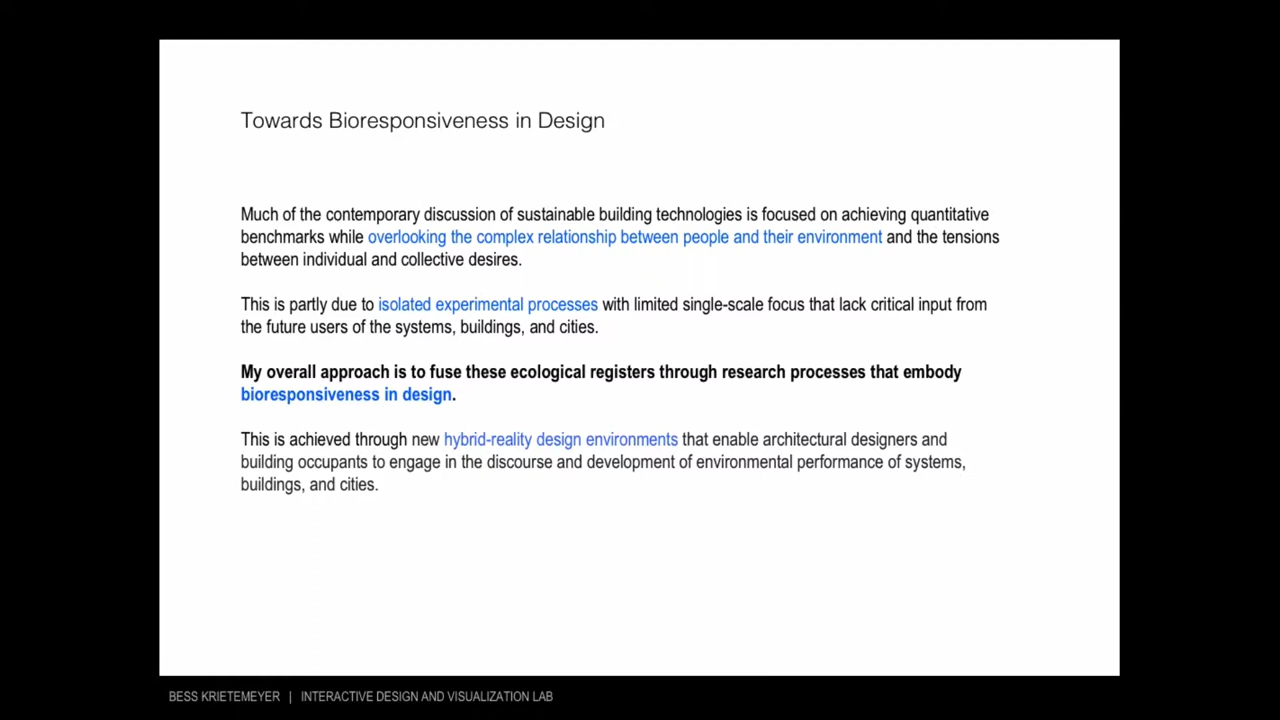 Towards Bioresponsiveness in Design
Much of the contemporary discussion of sustainable building technologies is focused on achieving quantitative
benchmarks while overlooking the complex relationship between people and their environment and the tensions
between individual and collective desires.
This is partly due to isolated experimental processes with limited single-scale focus that lack critical input from
the future users of the systems, buildings, and cities.
My overall approach is to fuse these ecological registers through research processes that embody
bioresponsiveness in design.
This is achieved through new hybrid-reality design environments that enable architectural designers and
building occupants to engage in the discourse and development of environmental performance of systems,
buildings, and cities.
BESS KRIETEMEYER | INTERACTIVE DESIGN AND VISUALIZATION LAB